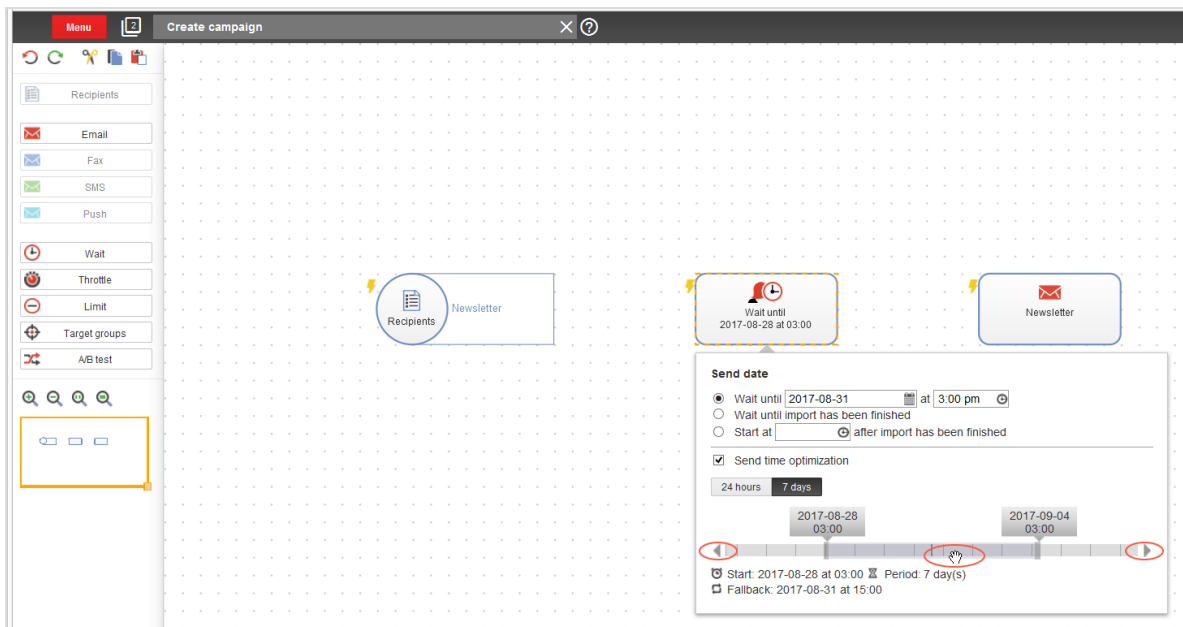 Menu
2
Create campaign
Recipients
Email
Fax
SMS
Push
Wait
Throttle
Limit
Target groups
A/B test
Recipients
Newsletter
Wait until
2017-08-28 at 03:00
Newsletter
Send date
Wait until 2017-08-31 at 3:00 pm
Wait until import has been finished
Start at after import has been finished
Send time optimization
24 hours 7 days
2017-08-28 2017-09-04
03:00 03:00
Start: 2017-08-28 at 03:00 Period: 7 day(s)
Fallback: 2017-08-31 at 15:00